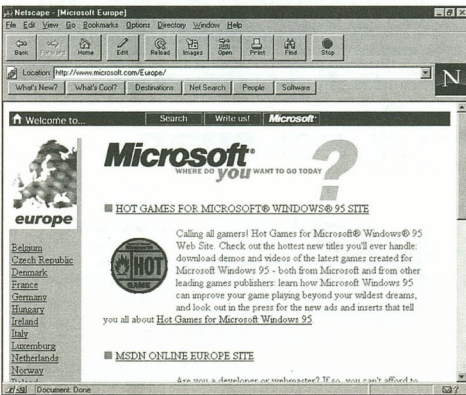 Netscape - [Microsoft Europe]
File Edit View Go Bookmarks Options Directory Window Help
Back Forward Home Edit Reload Images Open Print Find Stop
Location: http://www.microsoft.com/Europe/
N
What's New? What's Cool? Destinations Net Search People Software
Welcome to... Search Write us! Microsoft
Microsoft®
WHERE DO you WANT TO GO TODAY ?
europe
Belgium
Czech Republic
Denmark
France
Germany
Hungary
Ireland
Italy
Luxemburg
Netherlands
Norway
HOT GAMES FOR MICROSOFT® WINDOWS® 95 SITE
HOT
GAME
Calling all gamers! Hot Games for Microsoft® Windows® 95
Web Site. Check out the hottest new titles you'll ever handle:
download demos and videos of the latest games created for
Microsoft Windows 95 - both from Microsoft and from other
leading games publishers: learn how Microsoft Windows 95
can improve your game playing beyond your wildest dreams,
and look out in the press for the new ads and inserts that tell
you all about Hot Games for Microsoft Windows 95.
MSDN ONLINE EUROPE SITE
Are you a developer or webmaster? If so, you can't afford to
Document: Done